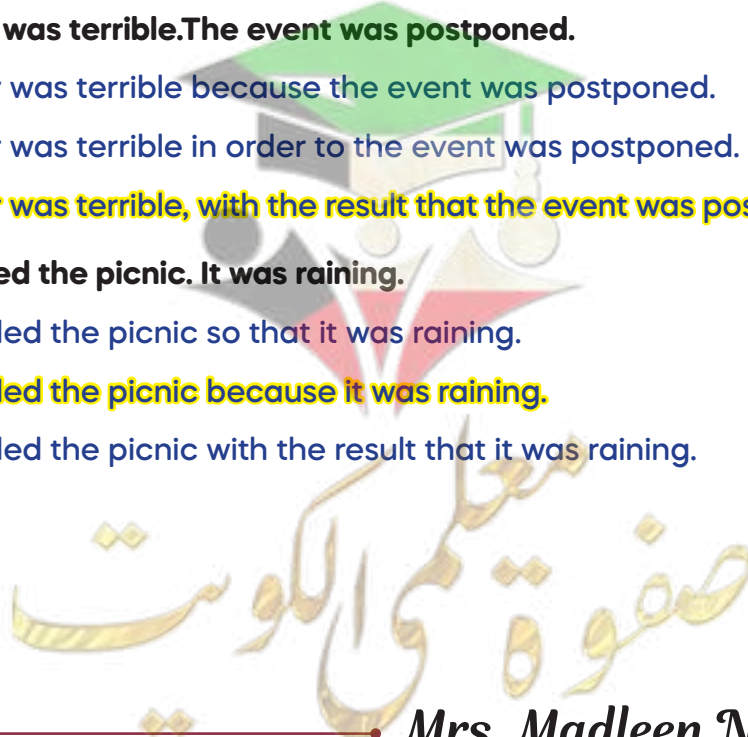 was terrible.The event was postponed.
was terrible because the event was postponed.
was terrible in order to the event was postponed.
was terrible, with the result that the event was pos
ed the picnic. It was raining.
led the picnic so that it was raining.
led the picnic because it was raining.
led the picnic with the result that it was raining.
صفوة معلمي الكويت
Mrs. Madleen N